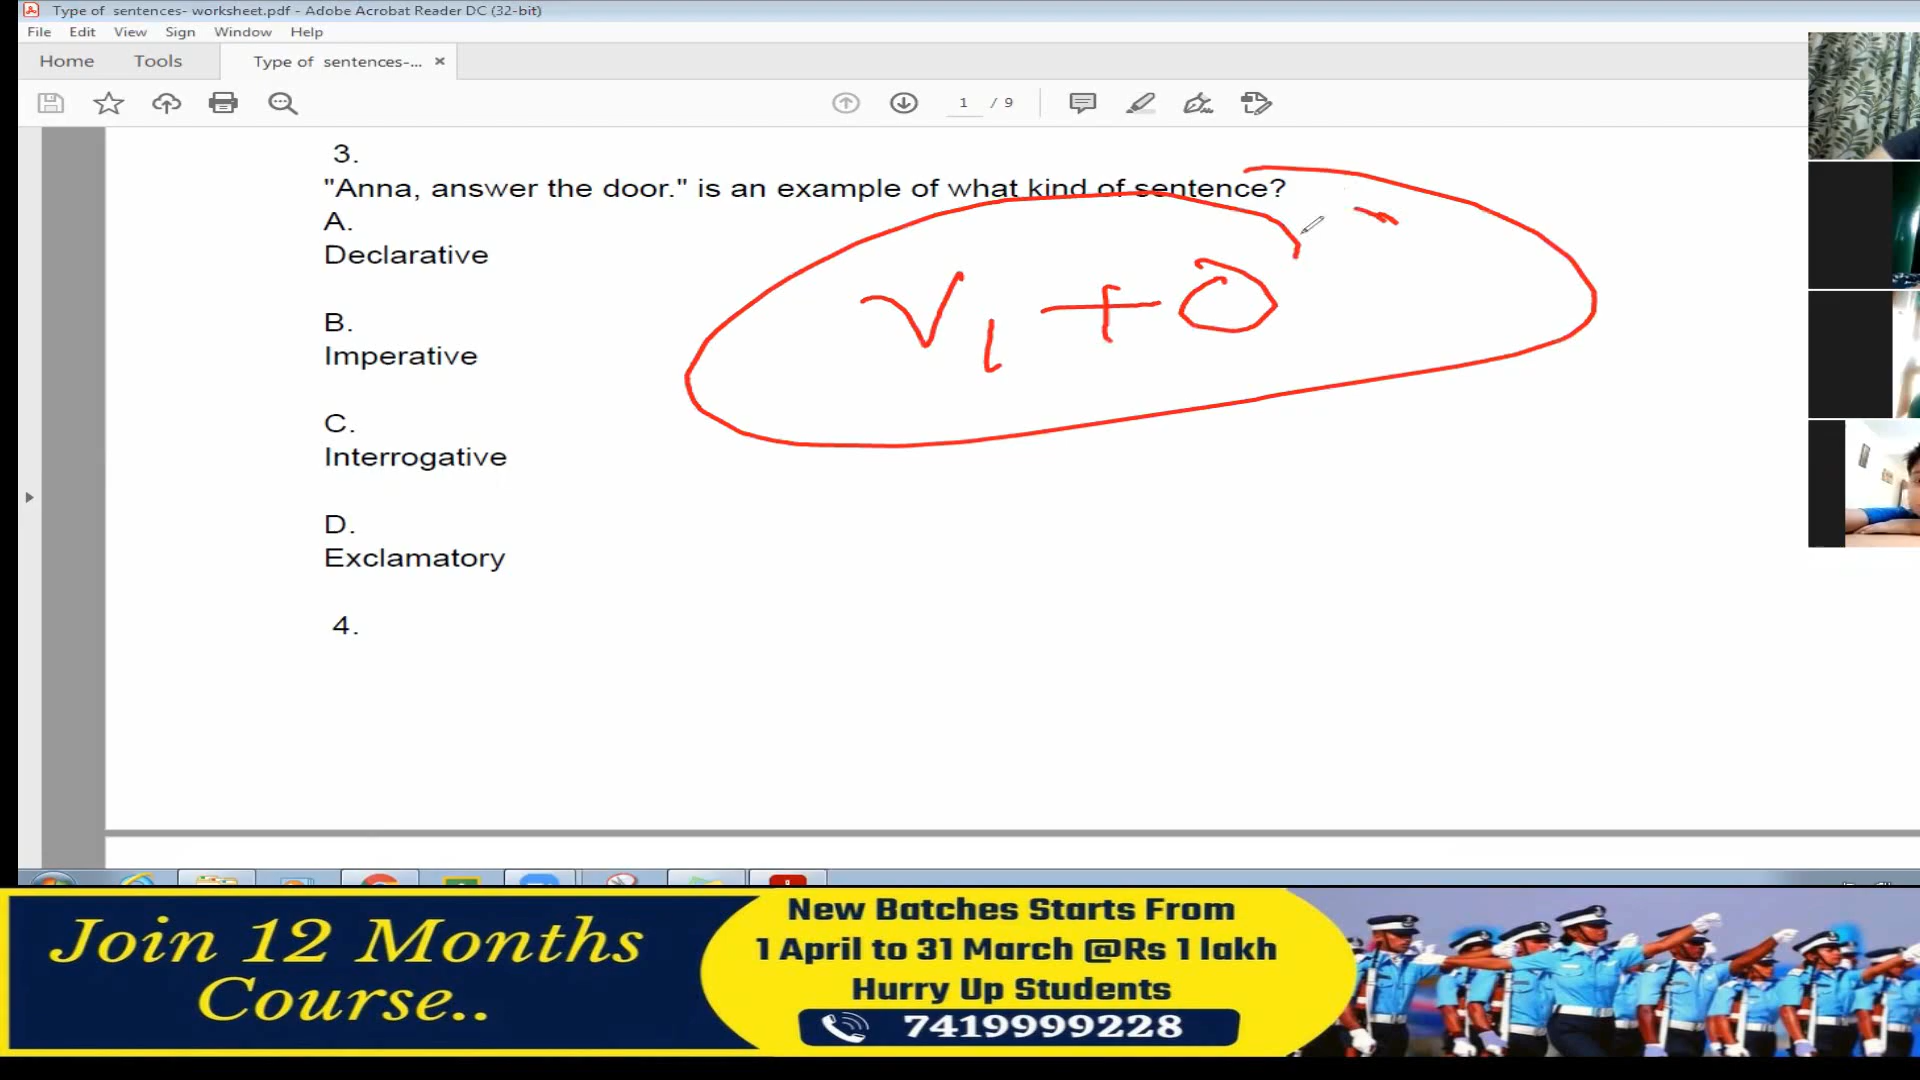 Type of sentences- worksheet.pdf - Adobe Acrobat Reader DC (32-bit)
File Edit View Sign Window Help
Home Tools Type of sentences-...
1 / 9
3.
"Anna, answer the door." is an example of what kind of sentence?
A.
Declarative
V1 + O
B.
Imperative
C.
Interrogative
D.
Exclamatory
4.
Join 12 Months
Course..
New Batches Starts From
1 April to 31 March @Rs 1 lakh
Hurry Up Students
7419999228